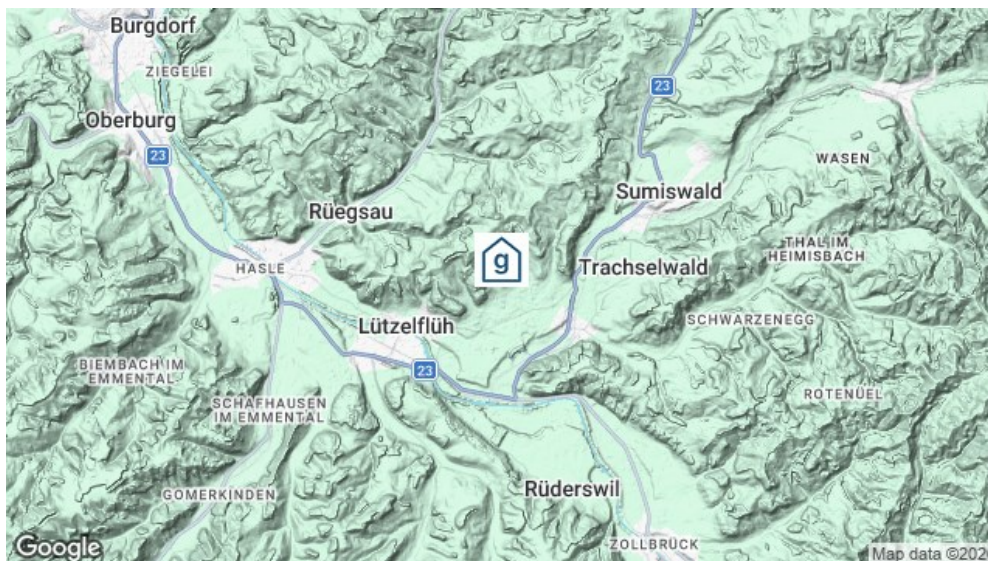 Burgdorf
ZIEGELEI
Oberburg
23
23
WASEN
Sumiswald
Rüegsau
THAL IM
HEIMISBACH
g
HASLE
Trachselwald
Lützelflüh
SCHWARZENEGG
BIEMBACH IM
EMMENTAL
23
SCHAFHAUSEN
IM EMMENTAL
ROTENÜEL
GOMERKINDEN
Rüderswil
ZOLLBRÜCK
Google
Map data ©202